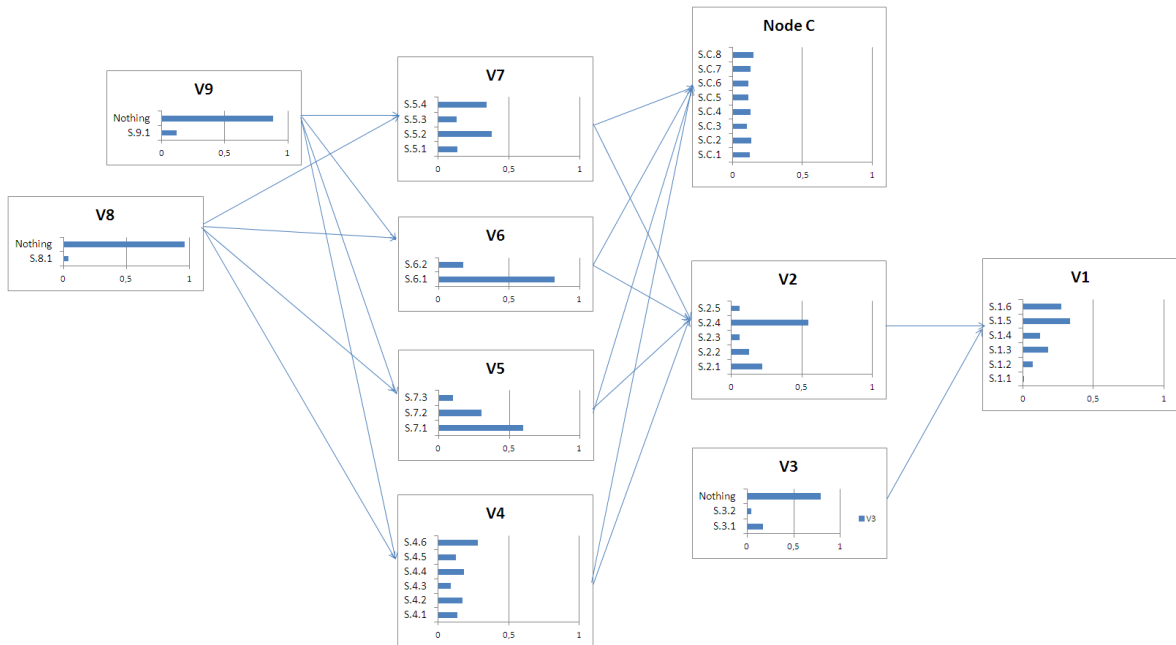 V9
Nothing
S.9.1
0 0,5 1
V8
Nothing
S.8.1
0 0,5 1
V7
S.5.4
S.5.3
S.5.2
S.5.1
0 0,5 1
V6
S.6.2
S.6.1
0 0,5 1
V5
S.7.3
S.7.2
S.7.1
0 0,5 1
V4
S.4.6
S.4.5
S.4.4
S.4.3
S.4.2
S.4.1
0 0,5 1
Node C
S.C.8
S.C.7
S.C.6
S.C.5
S.C.4
S.C.3
S.C.2
S.C.1
0 0,5 1
V2
S.2.5
S.2.4
S.2.3
S.2.2
S.2.1
0 0,5 1
V3
Nothing
S.3.2
S.3.1
V3
0 0,5 1
V1
S.1.6
S.1.5
S.1.4
S.1.3
S.1.2
S.1.1
0 0,5 1